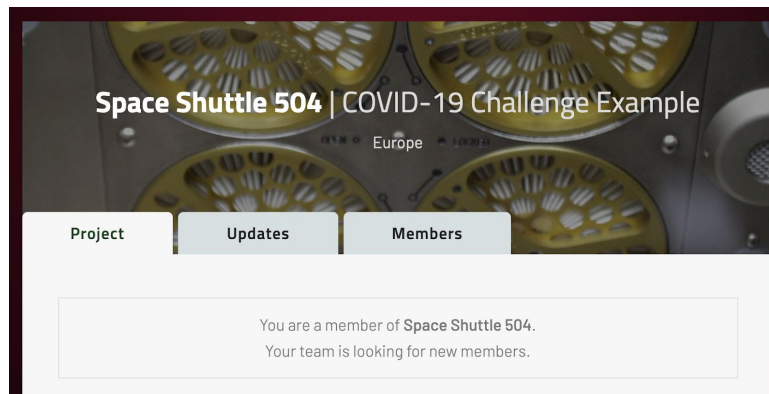 Space Shuttle 504 | COVID-19 Challenge Example
Europe
Project
Updates
Members
You are a member of Space Shuttle 504.
Your team is looking for new members.